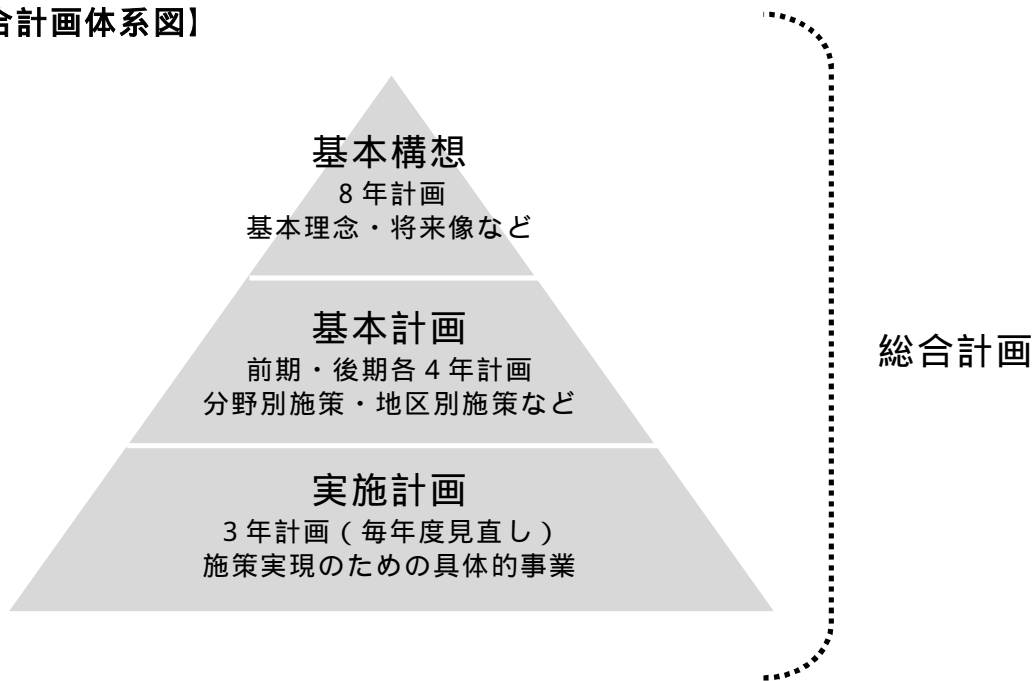 合計画体系図】
基本構想
8年計画
基本理念・将来像など
基本計画
前期・後期各4年計画
分野別施策・地区別施策など
総合計画
実施計画
3年計画(毎年度見直し)
施策実現のための具体的事業